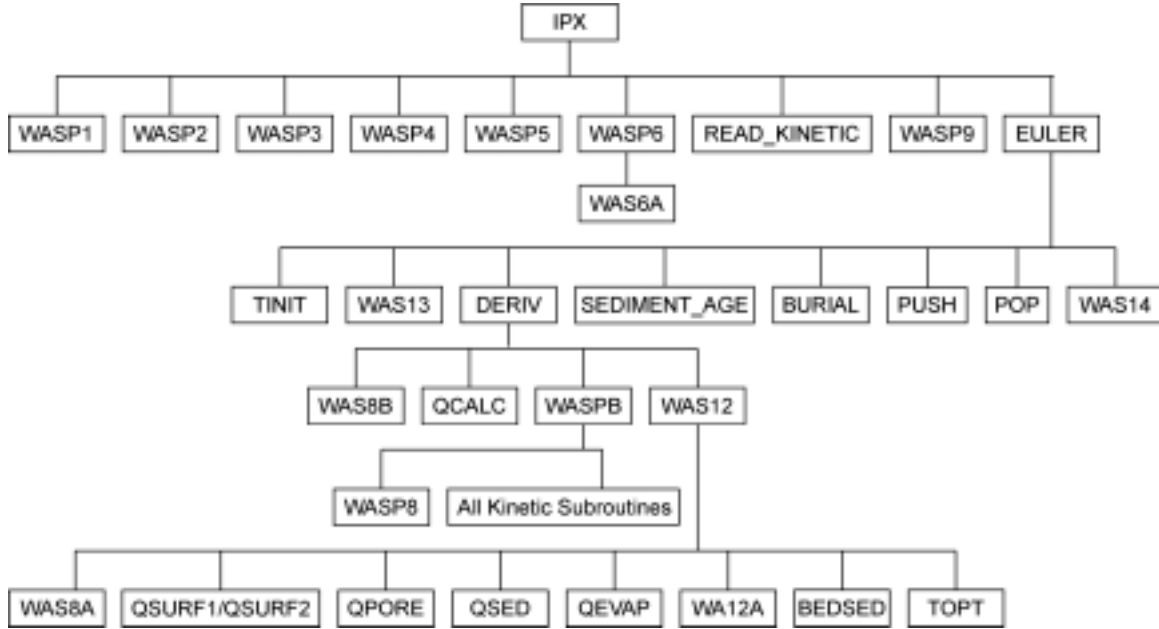 IPX
WASP1 WASP2 WASP3 WASP4 WASP5 WASP6 READ_KINETIC WASP9 EULER
WAS6A
TINIT WAS13 DERIV SEDIMENT_AGE BURIAL PUSH POP WAS14
WAS8B QCALC WASPB WAS12
WASP8 All Kinetic Subroutines
WAS8A QSURF1/QSURF2 QPORE QSED QEVAP WA12A BEDSED TOPT